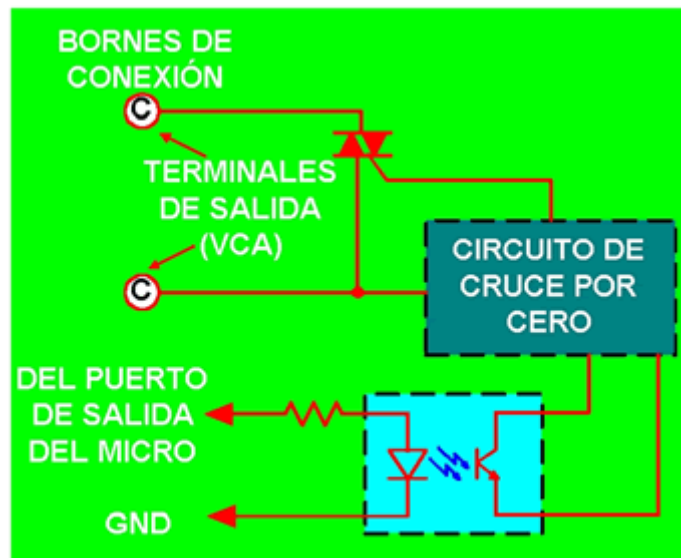 BORNES DE
CONEXIÓN
C
TERMINALES
DE SALIDA
(VCA)
C
CIRCUITO DE
CRUCE POR
CERO
DEL PUERTO
DE SALIDA
DEL MICRO
GND